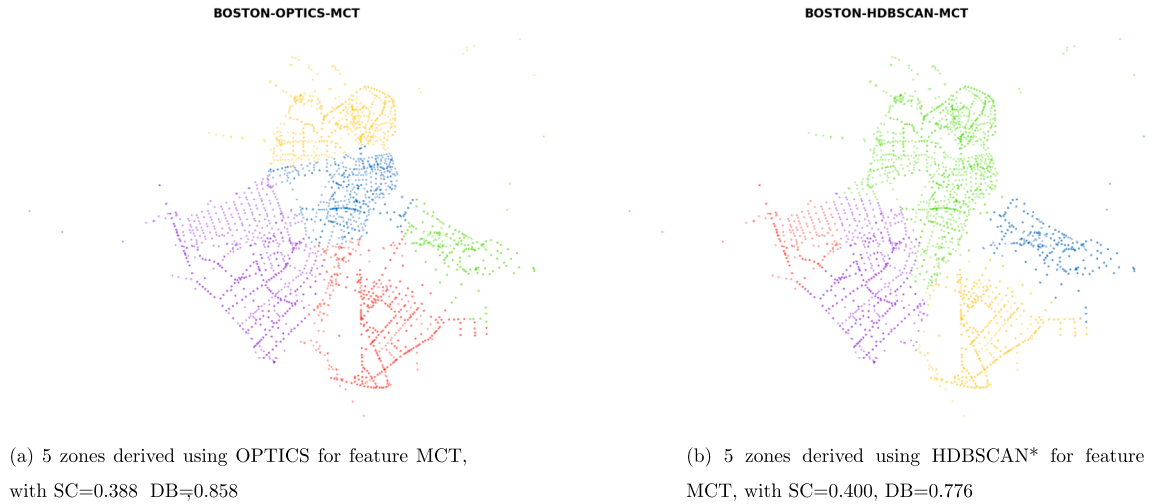 BOSTON-OPTICS-MCT
BOSTON-HDBSCAN-MCT
(a) 5 zones derived using OPTICS for feature MCT,
with SC=0.388 DB=0.858
,
(b) 5 zones derived using HDBSCAN* for feature
MCT, with SC=0.400, DB=0.776